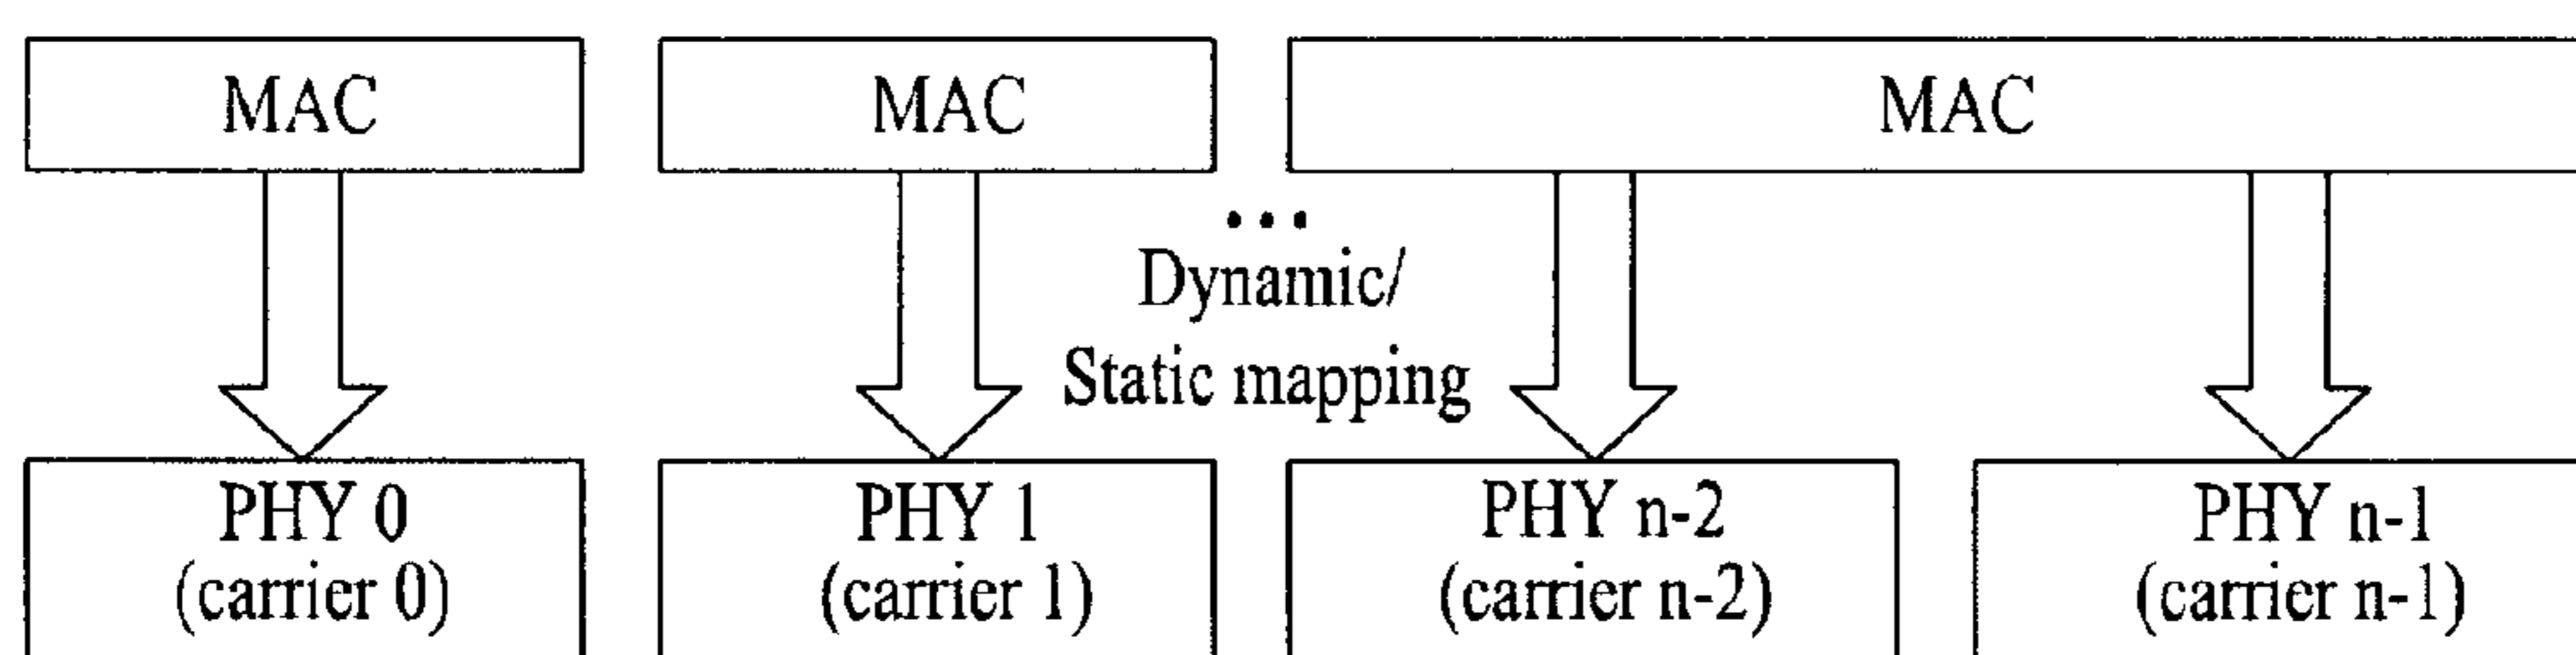 MAC
MAC
MAC
...
Dynamic/
Static mapping
PHY 0
(carrier 0)
PHY 1
(carrier 1)
PHY n-2
(carrier n-2)
PHY n-1
(carrier n-1)